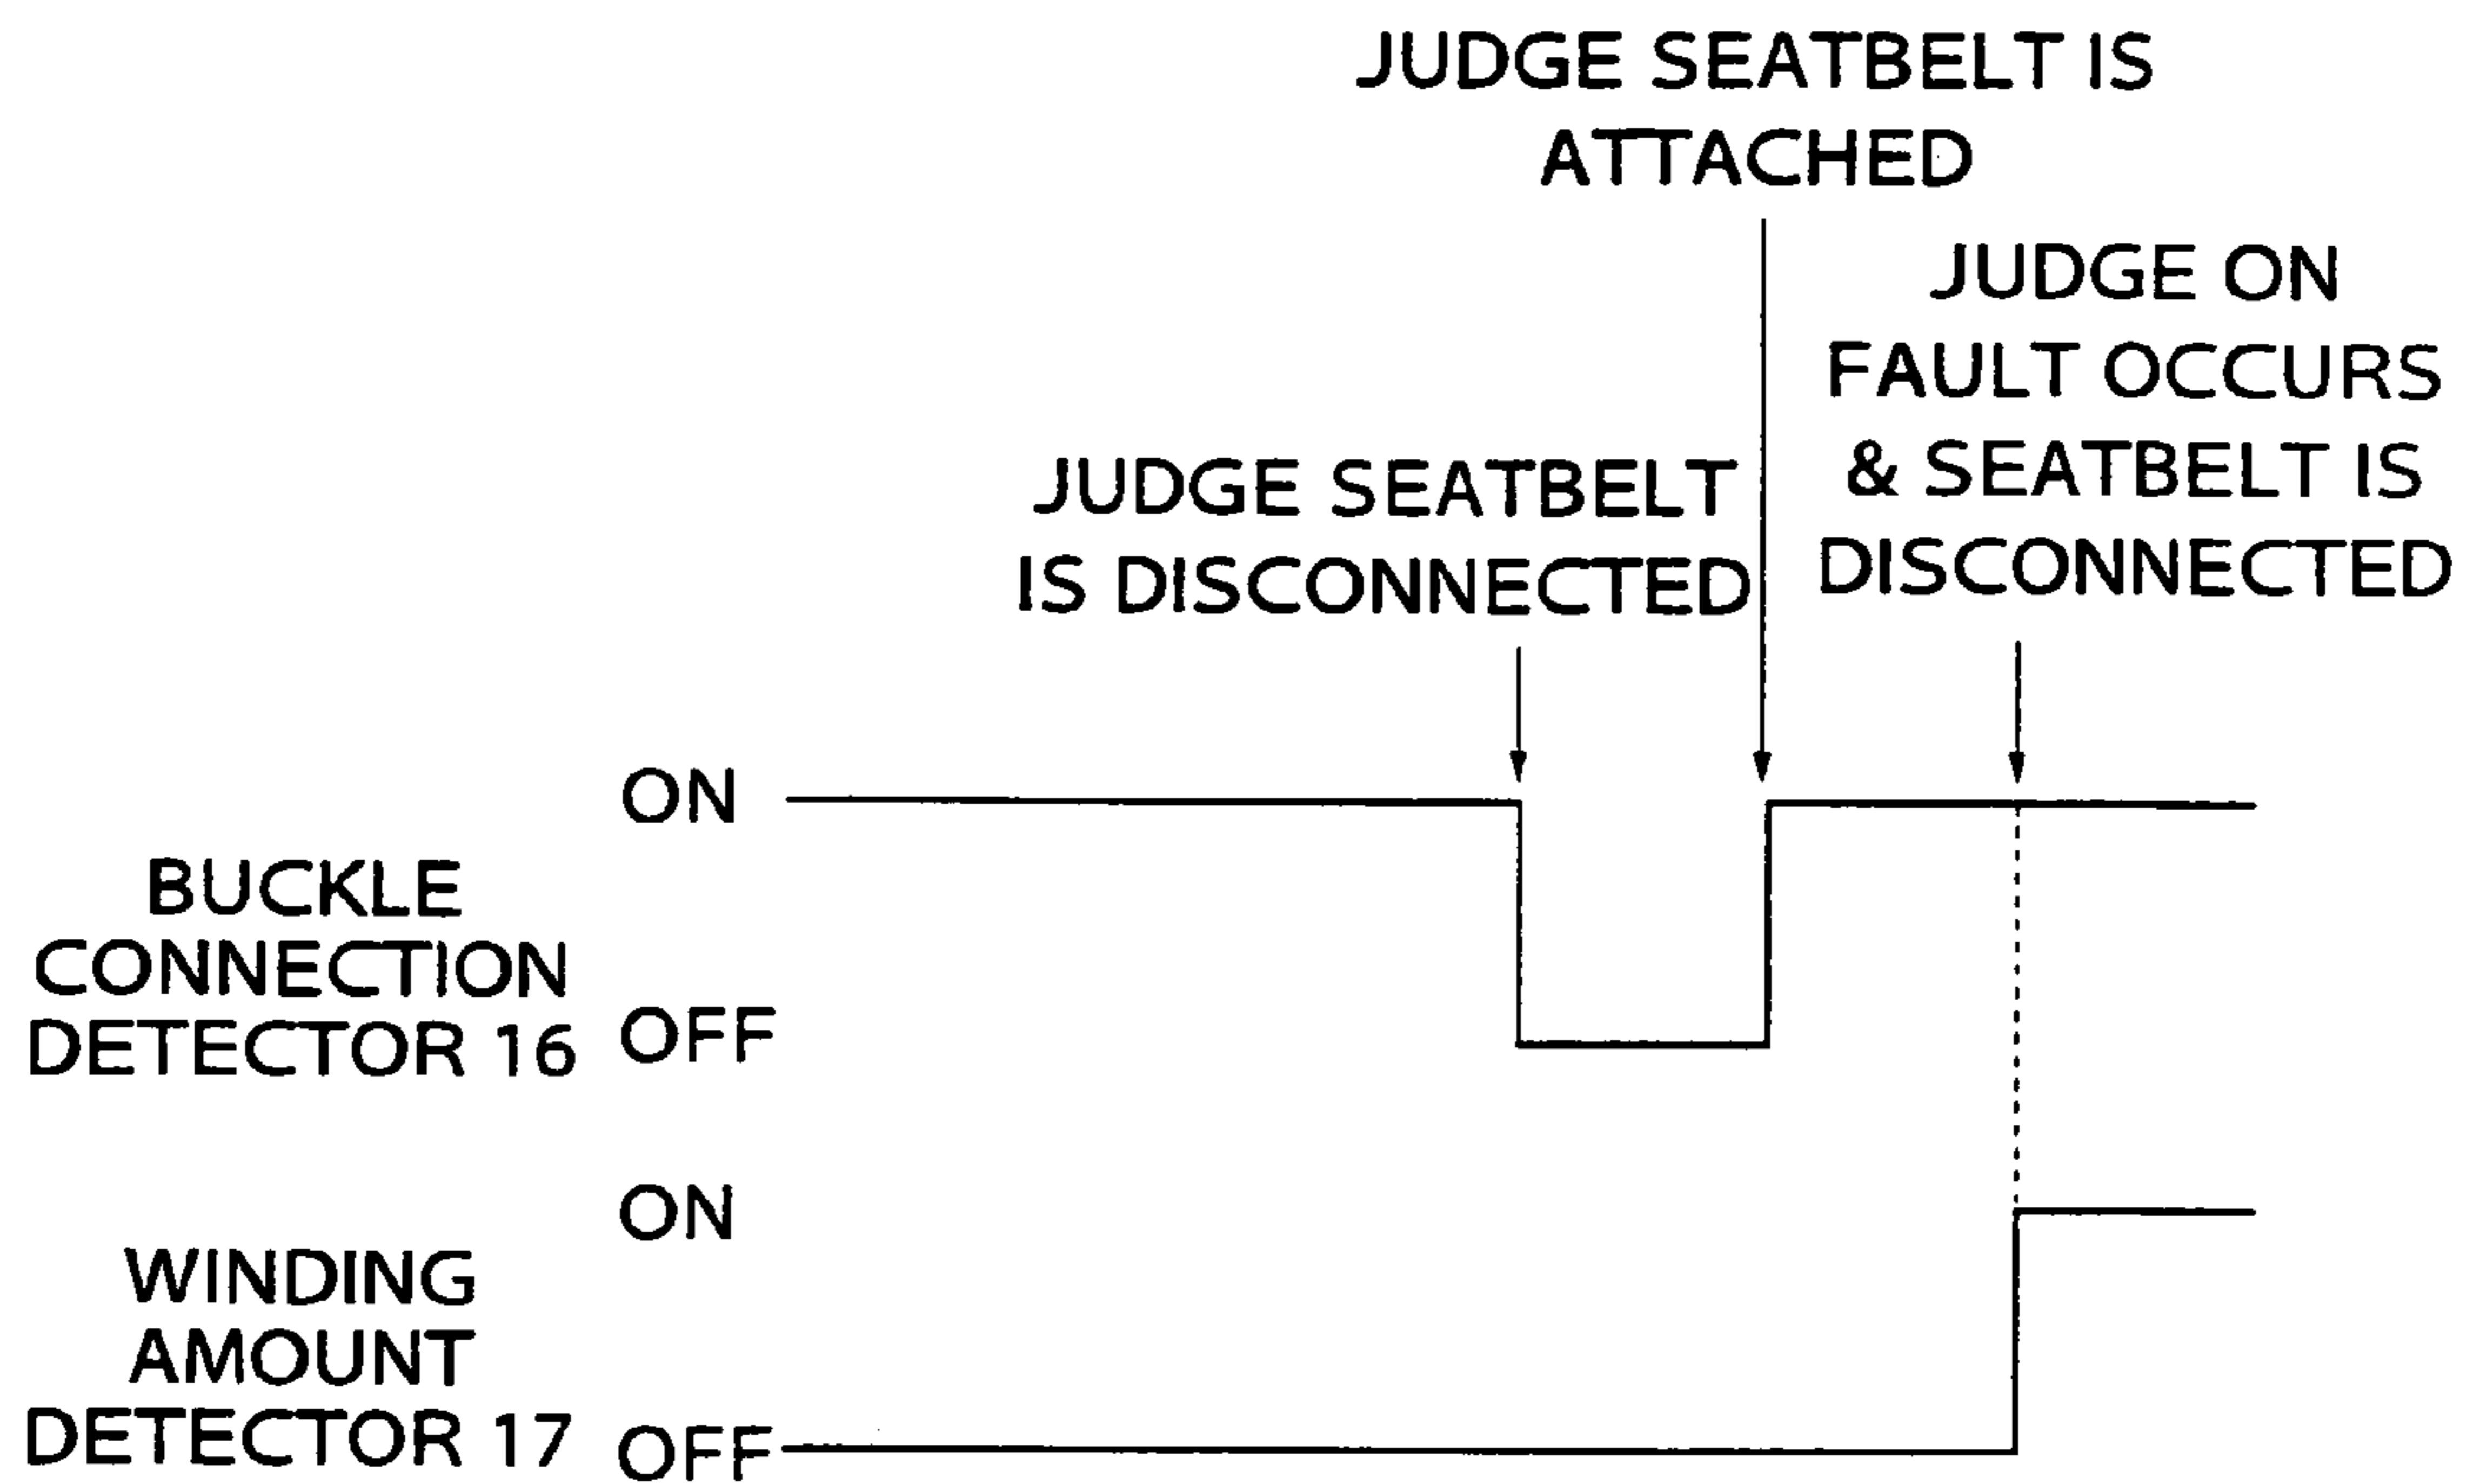 JUDGE SEATBELT IS
ATTACHED
JUDGE ON
FAULT OCCURS
& SEATBELT IS
DISCONNECTED
JUDGE SEATBELT
IS DISCONNECTED
ON
BUCKLE
CONNECTION
DETECTOR 16
OFF
ON
WINDING
AMOUNT
DETECTOR 17
OFF